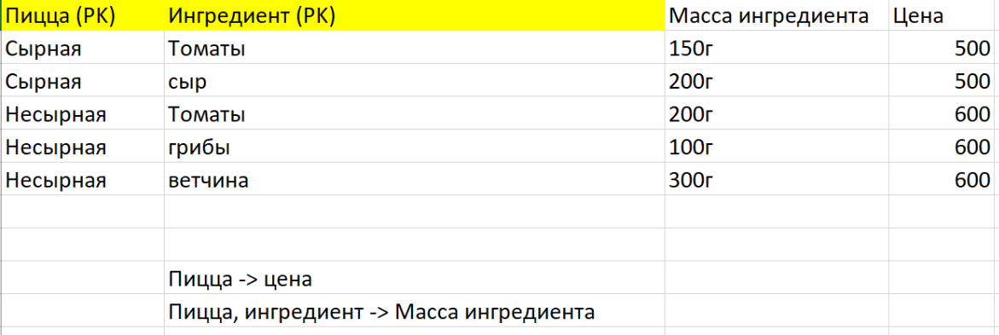 Пицца (PK) Ингредиент (PK) Масса ингредиента Цена
Сырная Томаты 150г 500
Сырная сыр 200г 500
Несырная Томаты 200г 600
Несырная грибы 100г 600
Несырная ветчина 300г 600
Пицца -> цена
Пицца, ингредиент -> Масса ингредиента